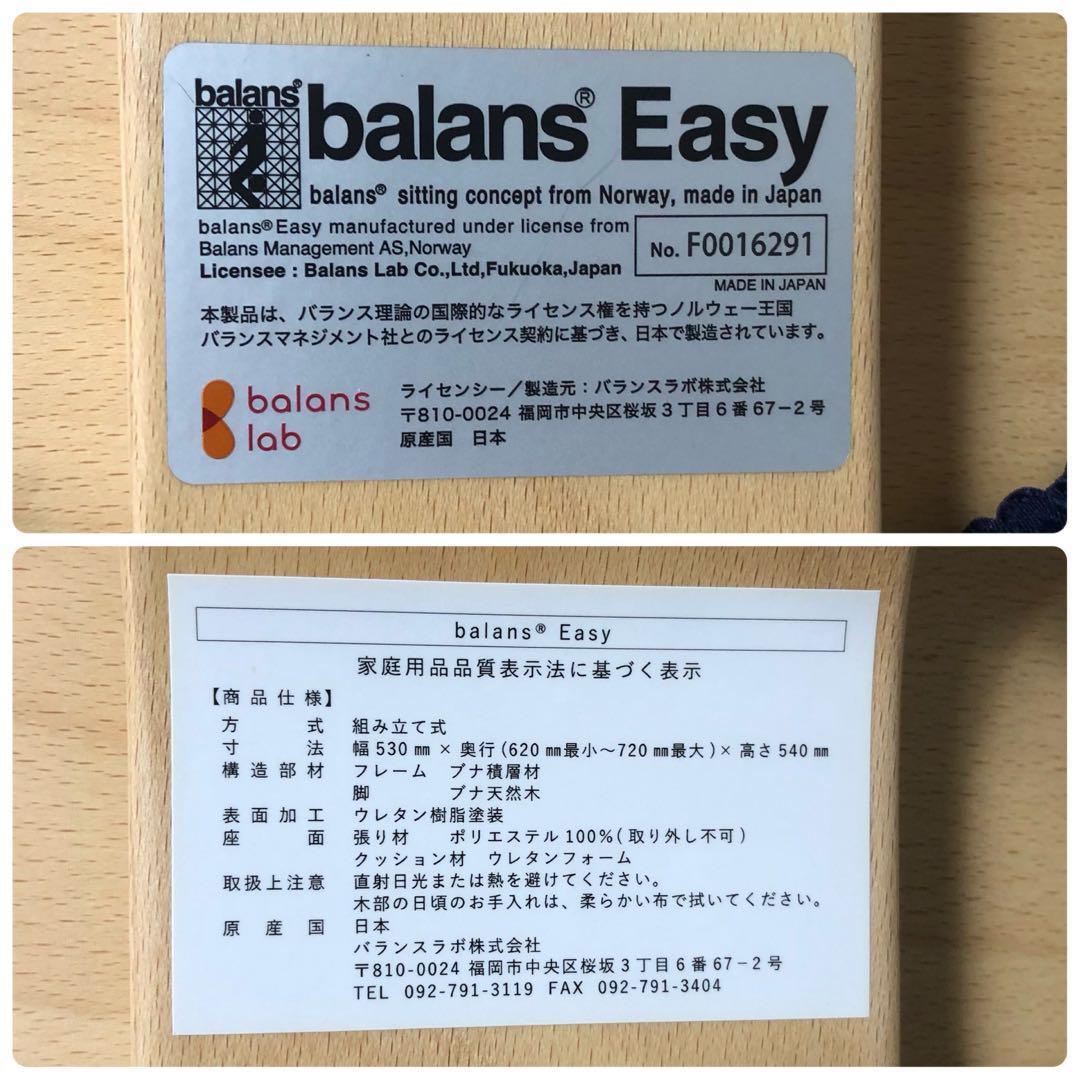 balans®
balans® Easy
balans® sitting concept from Norway, made in Japan
balans® Easy manufactured under license from
Balans Management AS,Norway
Licensee : Balans Lab Co.,Ltd,Fukuoka,Japan
No. F0016291
MADE IN JAPAN
本製品は、バランス理論の国際的なライセンス権を持つノルウェー王国
バランスマネジメント社とのライセンス契約に基づき、日本で製造されています。
balans
lab
ライセンシー/製造元:バランスラボ株式会社
〒810-0024 福岡市中央区桜坂3丁目6番67-2号
原産国 日本
balans® Easy
家庭用品品質表示法に基づく表示
【商品仕様】
方式 組み立て式
寸法 幅530㎜×奥行(620㎜最小~720㎜最大)×高さ540㎜
構造部材 フレーム ブナ積層材
脚 ブナ天然木
表面加工 ウレタン樹脂塗装
座面 張り材 ポリエステル100%(取り外し不可)
クッション材 ウレタンフォーム
取扱上注意 直射日光または熱を避けてください。
木部の日頃のお手入れは、柔らかい布で拭いてください。
原産国 日本
バランスラボ株式会社
〒810-0024 福岡市中央区桜坂3丁目6番67-2号
TEL 092-791-3119 FAX 092-791-3404